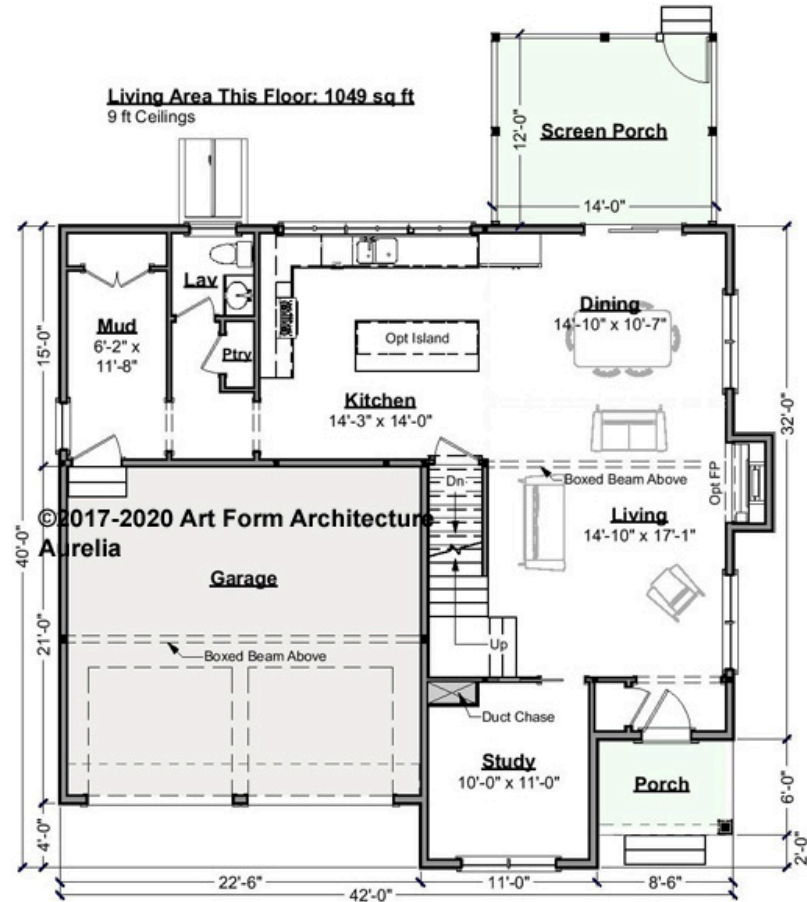 Living Area This Floor: 1049 sq ft
9 ft Ceilings
Screen Porch
12'-0"
14'-0"
Lav
Mud
6'-2" x
11'-8"
Ptry
Opt Island
Dining
14'-10" x 10'-7"
Kitchen
14'-3" x 14'-0"
15'-0"
32'-0"
Dn
Boxed Beam Above
Opt FP
Living
14'-10" x 17'-1"
©2017-2020 Art Form Architecture
Aurelia
40'-0"
Garage
21'-0"
Boxed Beam Above
Up
Duct Chase
Study
10'-0" x 11'-0"
Porch
6'-0"
4'-0"
2'-0"
22'-6"
11'-0"
8'-6"
42'-0"